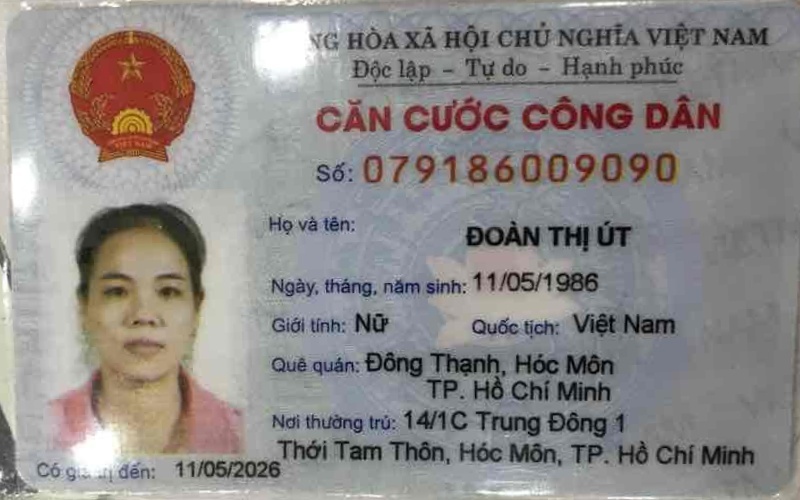 NG HÒA XÃ HỘI CHỦ NGHĨA VIỆT NAM
Độc lập - Tự do - Hạnh phúc
CĂN CƯỚC CÔNG DÂN
Số: 079186009090
Họ và tên: ĐOÀN THỊ ÚT
Ngày, tháng, năm sinh: 11/05/1986
Giới tính: Nữ Quốc tịch: Việt Nam
Quê quán: Đông Thạnh, Hóc Môn
TP. Hồ Chí Minh
Nơi thường trú: 14/1C Trung Đông 1
Thới Tam Thôn, Hóc Môn, TP. Hồ Chí Minh
Có giá trị đến: 11/05/2026